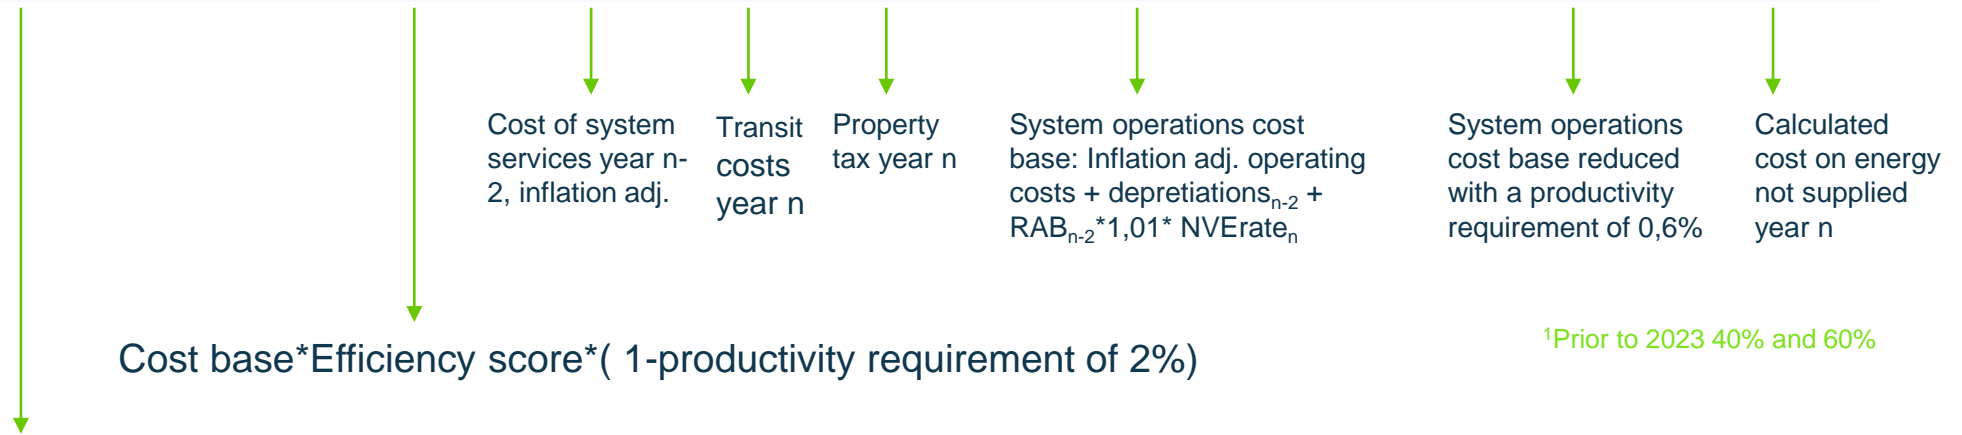 Cost of system
services year n-
2, inflation adj.
Transit
costs
year n
Property
tax year n
System operations cost
base: Inflation adj. operating
costs + depretiationsn-2 +
RABn-2*1,01* NVEraten
System operations
cost base reduced
with a productivity
requirement of 0,6%
Calculated
cost on energy
not supplied
year n
¹Prior to 2023 40% and 60%
Cost base*Efficiency score*( 1-productivity requirement of 2%)